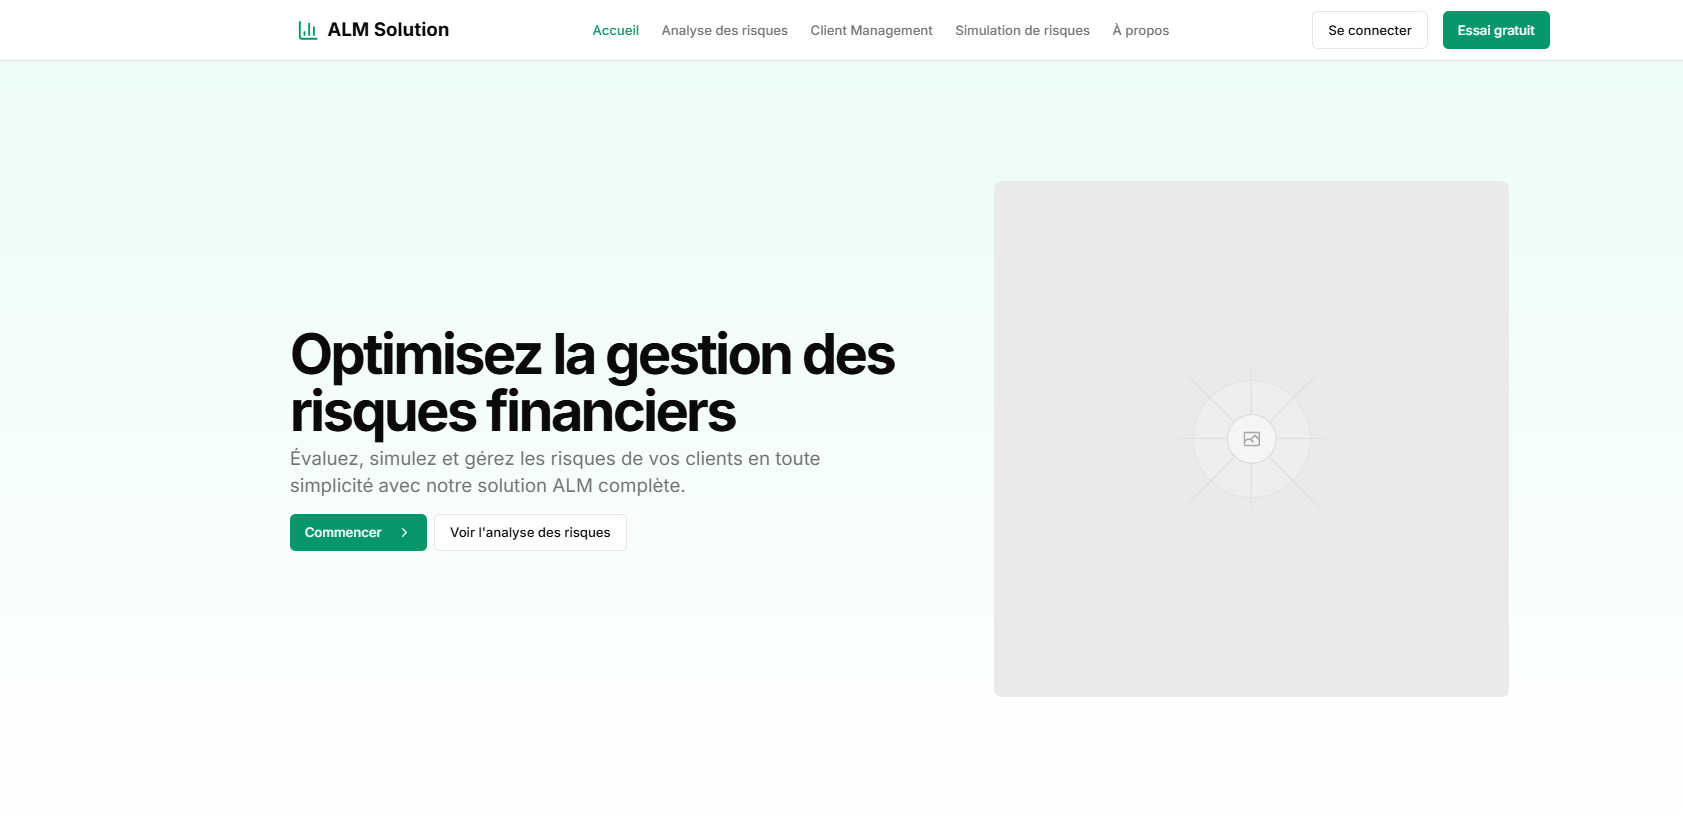 ALM Solution
Accueil
Analyse des risques
Client Management
Simulation de risques
À propos
Se connecter
Essai gratuit
Optimisez la gestion des
risques financiers
Évaluez, simulez et gérez les risques de vos clients en toute
simplicité avec notre solution ALM complète.
Commencer
Voir l'analyse des risques